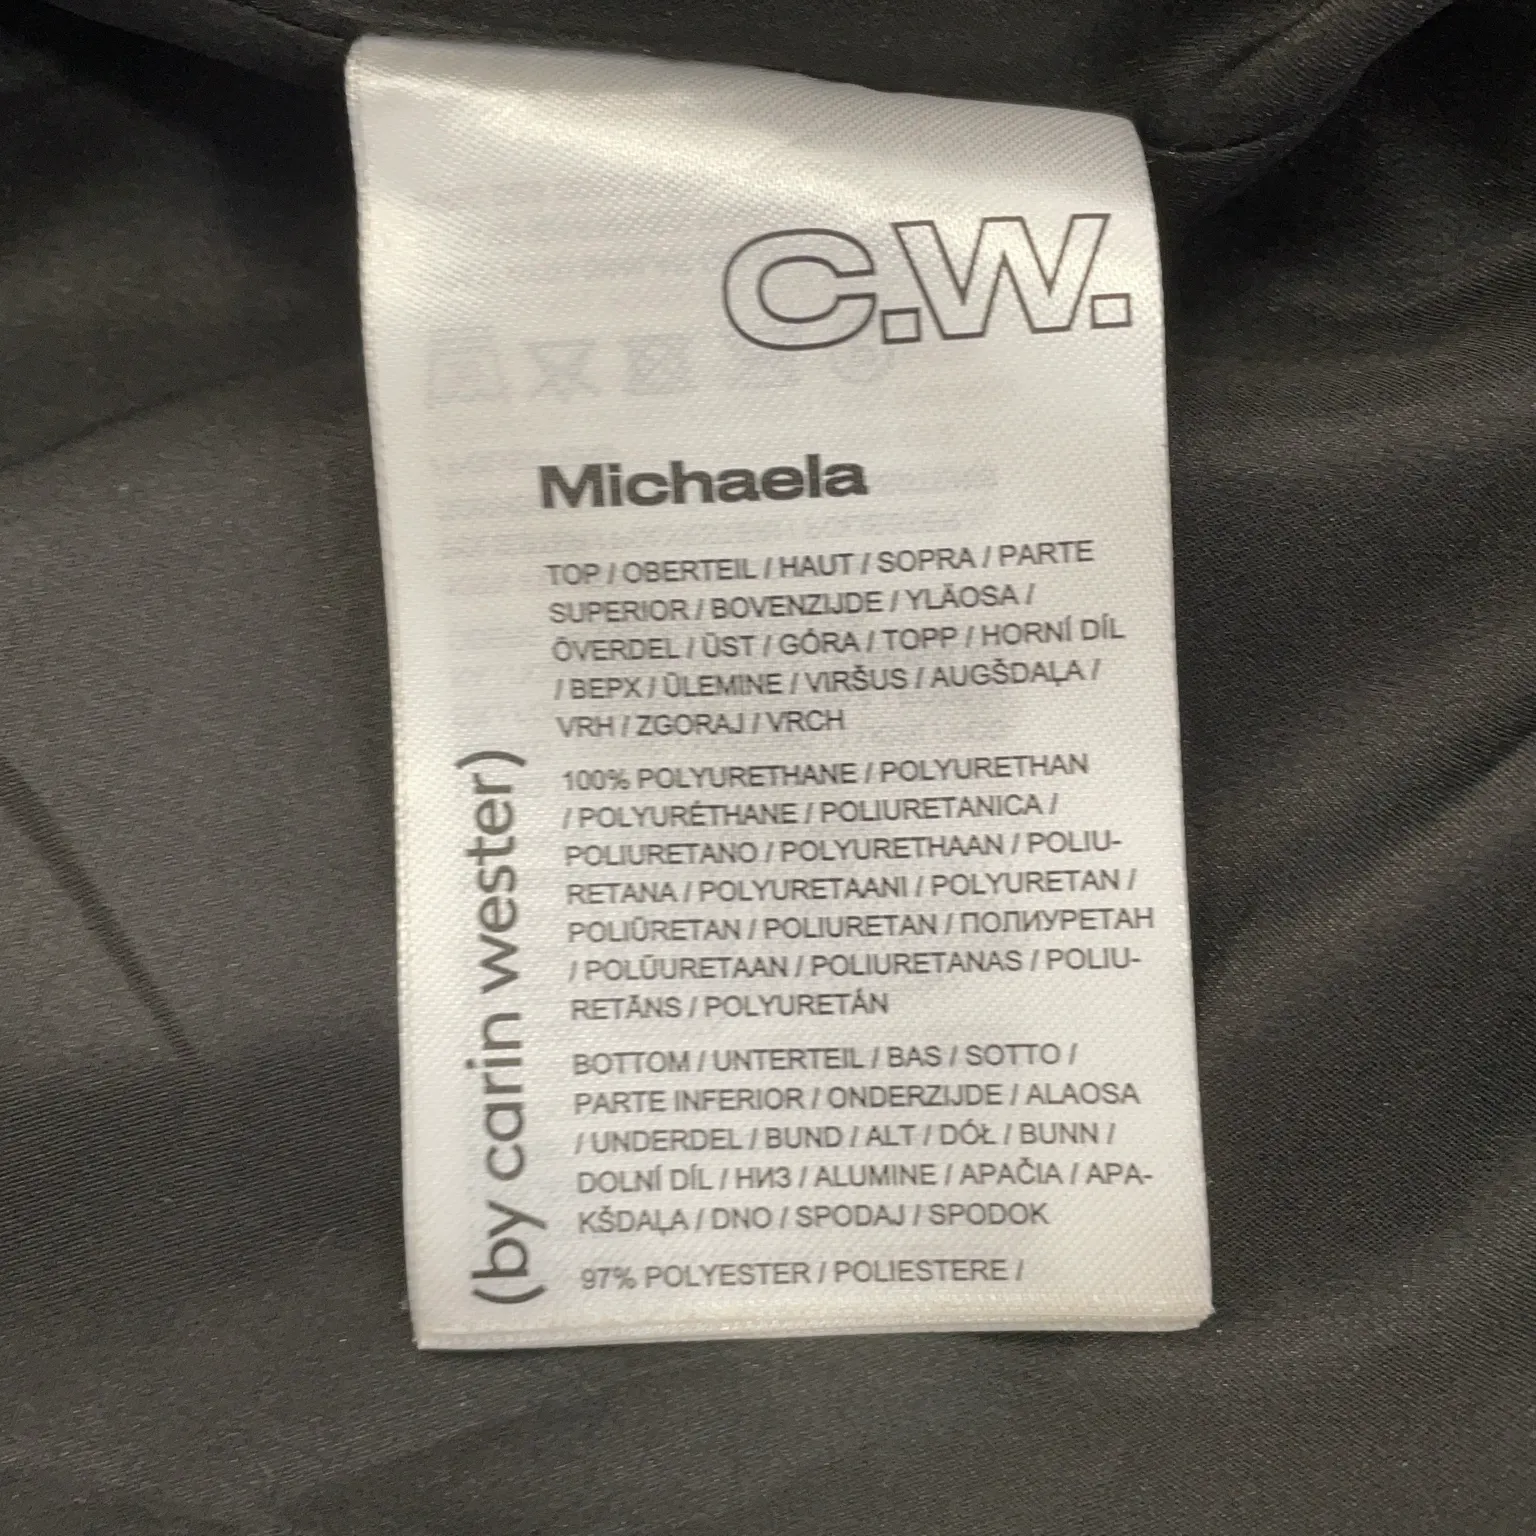 C.W.
Michaela
TOP / OBERTEIL / HAUT / SOPRA / PARTE
SUPERIOR / BOVENZIJDE / YLÄOSA /
ÖVERDEL / ÜST / GÓRA / TOPP / HORNÍ DÍL
/ ВЕРХ / ÜLEMINE / VIRŠUS / AUGŠDAĻA /
VRH / ZGORAJ / VRCH
100% POLYURETHANE / POLYURETHAN
/ POLYURÉTHANE / POLIURETANICA /
POLIURETANO / POLYURETHAAN / POLIU-
RETANA / POLYURETAANI / POLYURETAN /
POLIÜRETAN / POLIURETAN / ПОЛИУРЕТАН
/ POLÜURETAAN / POLIURETANAS / POLIU-
RETĀNS / POLYURETÁN
BOTTOM / UNTERTEIL / BAS / SOTTO /
PARTE INFERIOR / ONDERZIJDE / ALAOSA
/ UNDERDEL / BUND / ALT / DÓŁ / BUNN /
DOLNÍ DÍL / НИЗ / ALUMINE / APAČIA / APA-
KŠDAĻA / DNO / SPODAJ / SPODOK
97% POLYESTER / POLIESTERE /
(by carin wester)